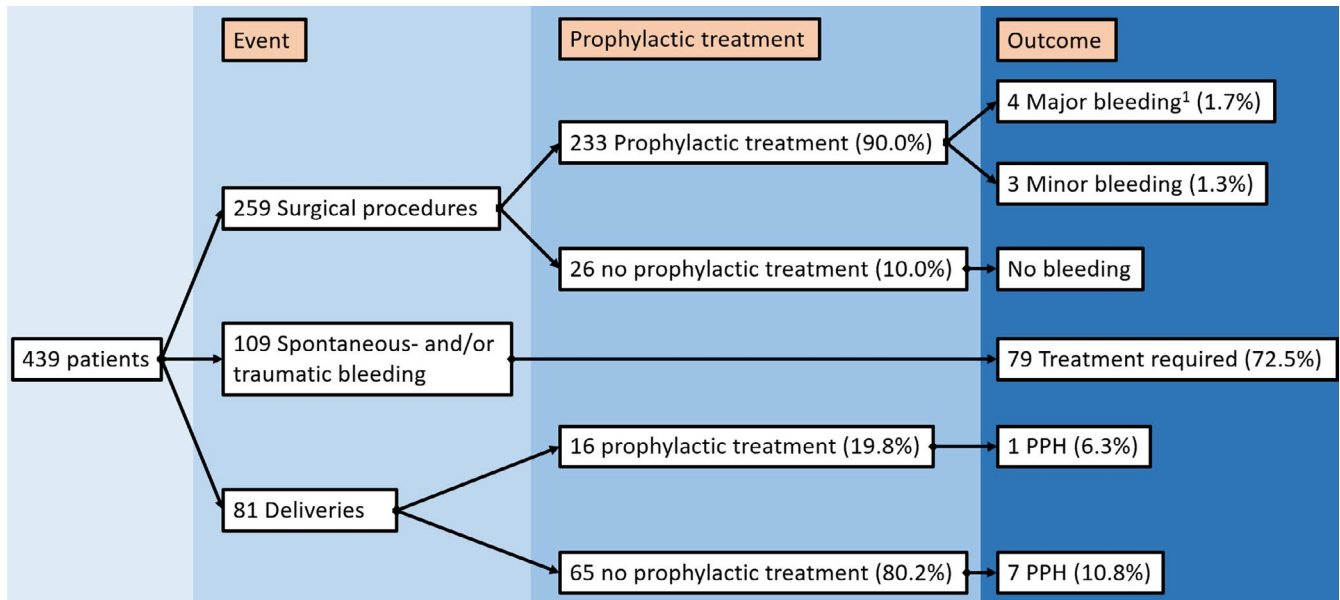 Event
Prophylactic treatment
Outcome
4 Major bleeding¹ (1.7%)
233 Prophylactic treatment (90.0%)
3 Minor bleeding (1.3%)
259 Surgical procedures
26 no prophylactic treatment (10.0%)
No bleeding
439 patients
109 Spontaneous- and/or
traumatic bleeding
79 Treatment required (72.5%)
16 prophylactic treatment (19.8%)
1 PPH (6.3%)
81 Deliveries
65 no prophylactic treatment (80.2%)
7 PPH (10.8%)